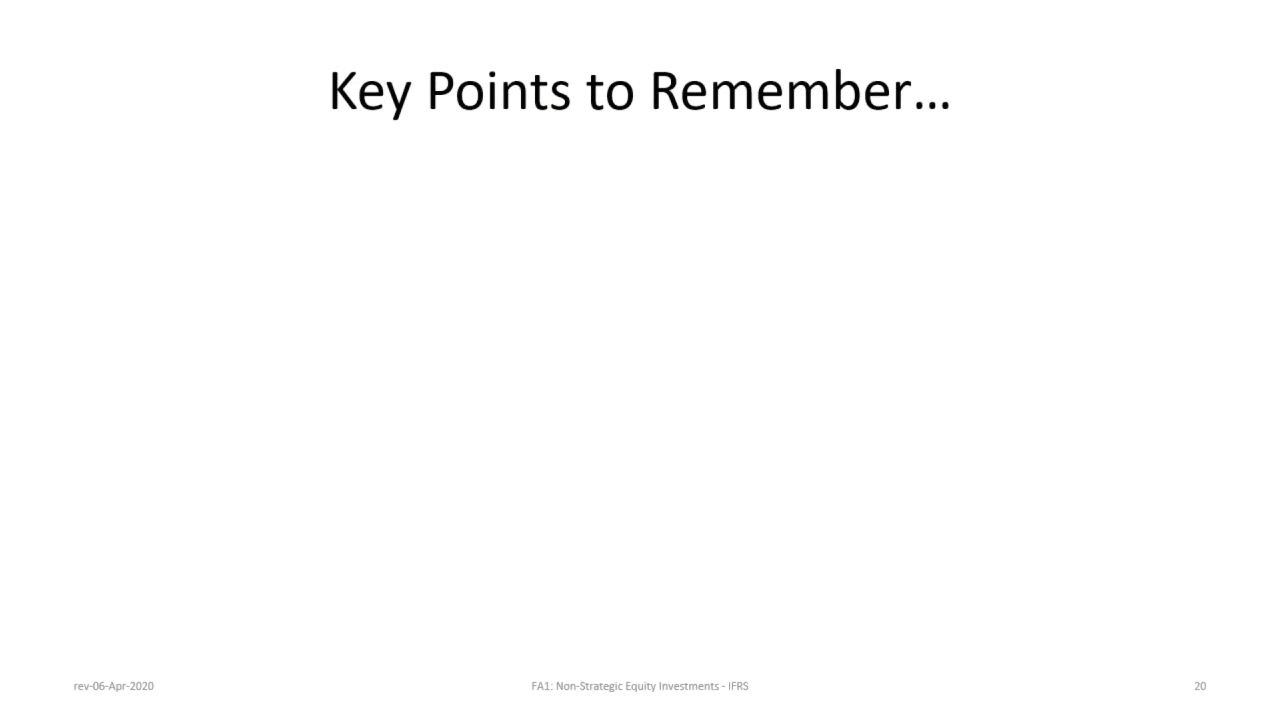 Key Points to Remember...
rev-06-Apr-2020
FA1: Non-Strategic Equity Investments - IFRS
20